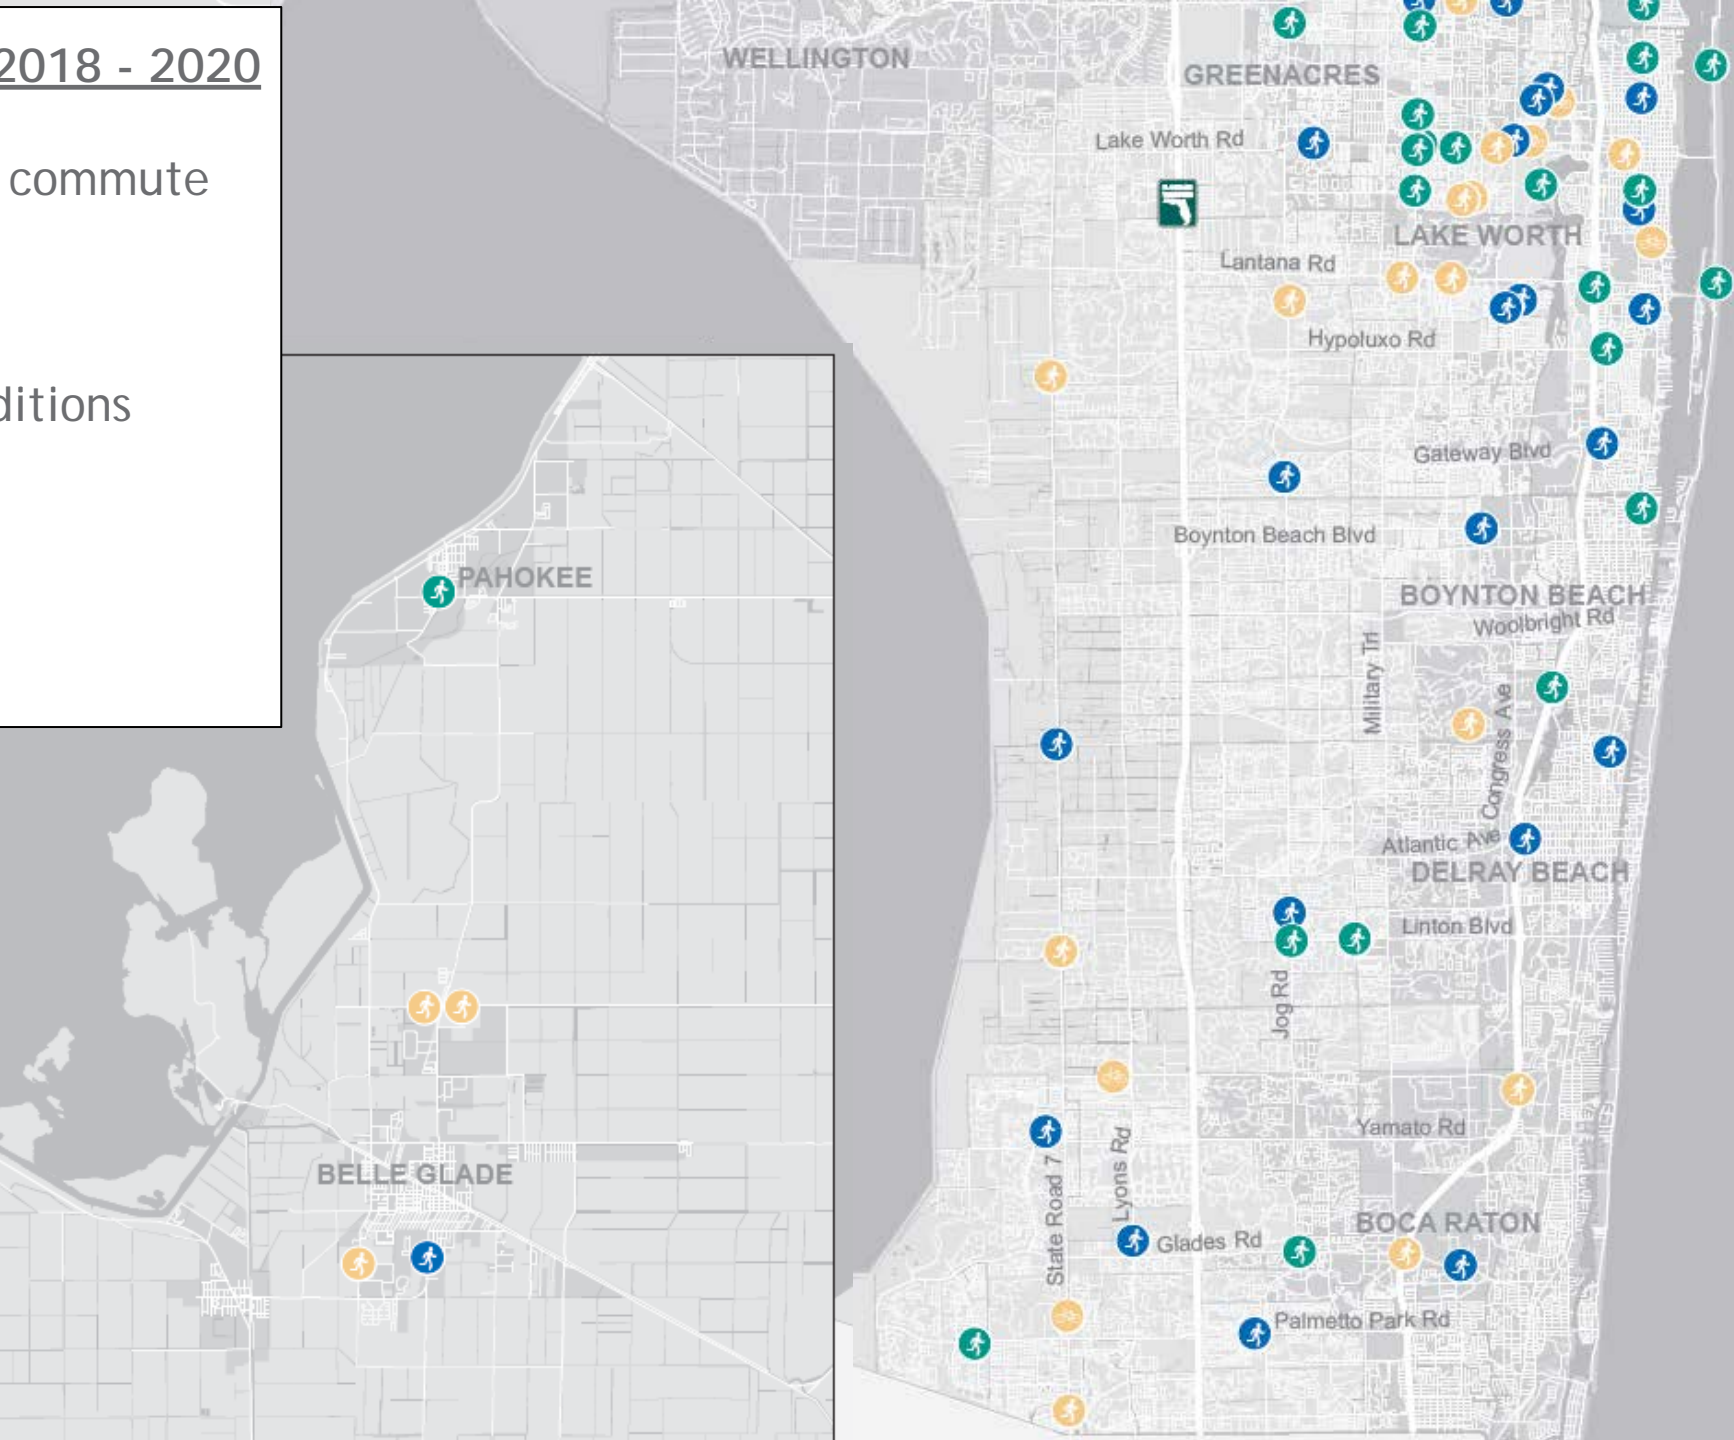 2018 - 2020
commute
ditions
WELLINGTON
GREENACRES
Lake Worth Rd
LAKE WORTH
Lantana Rd
Hypoluxo Rd
Gateway Blvd
Boynton Beach Blvd
PAHOKEE
BOYNTON BEACH
Woolbright Rd
Military Trl
Congress Ave
Atlantic Ave
DELRAY BEACH
Linton Blvd
Jog Rd
Yamato Rd
BELLE GLADE
Lyons Rd
State Road 7
BOCA RATON
Glades Rd
Palmetto Park Rd